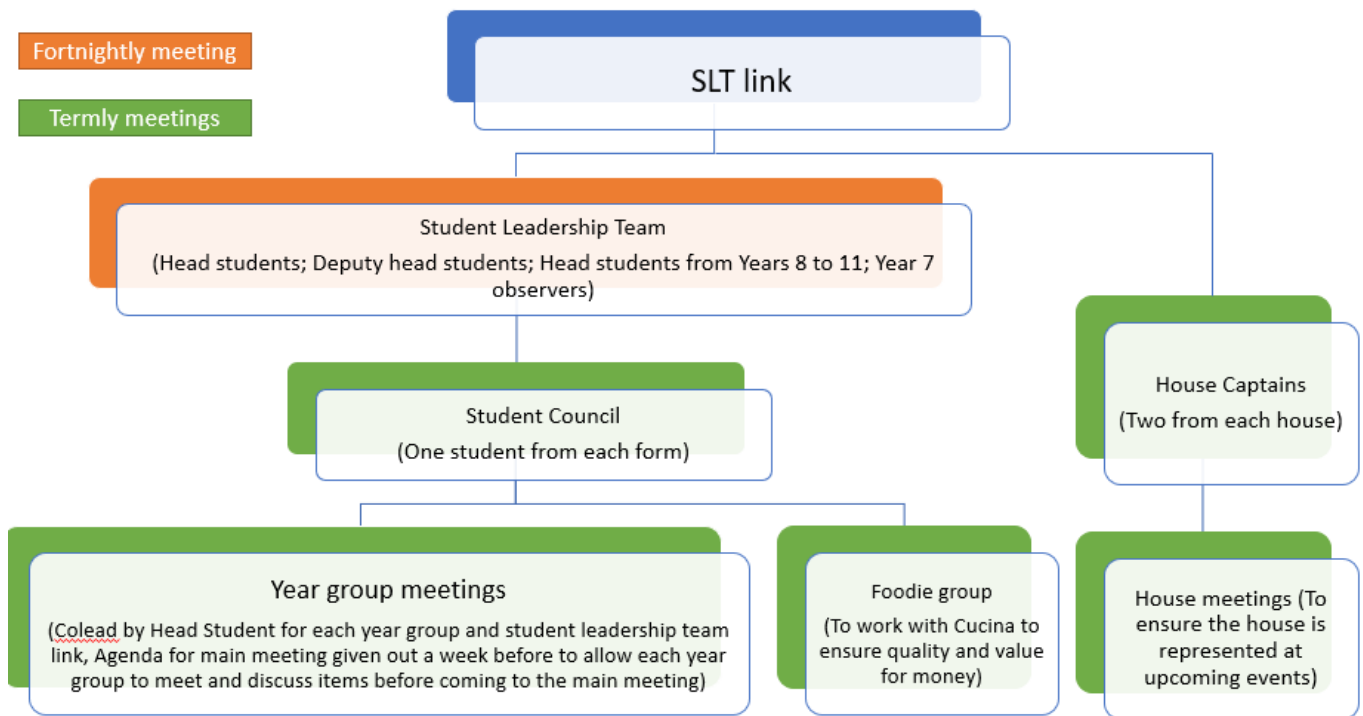 Fortnightly meeting
Termly meetings
SLT link
Student Leadership Team
(Head students; Deputy head students; Head students from Years 8 to 11; Year 7
observers)
Student Council
(One student from each form)
House Captains
(Two from each house)
Year group meetings
(Colead by Head Student for each year group and student leadership team
link, Agenda for main meeting given out a week before to allow each year
group to meet and discuss items before coming to the main meeting)
Foodie group
(To work with Cucina to
ensure quality and value
for money)
House meetings (To
ensure the house is
represented at
upcoming events)